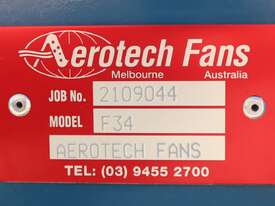 Aerotech Fans
Melbourne Australia
JOB No. 2109044
MODEL F34
AEROTECH FANS
TEL: (03) 9455 2700